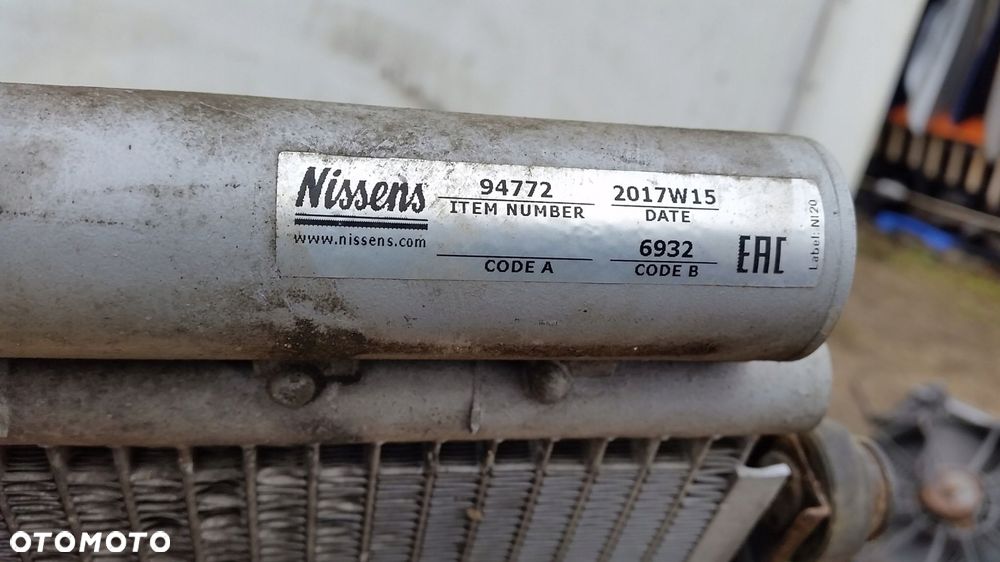 Nissens
www.nissens.com
94772
ITEM NUMBER
2017W15
DATE
CODE A
6932
CODE B
EAC
Label: NI20
OTOMOTO